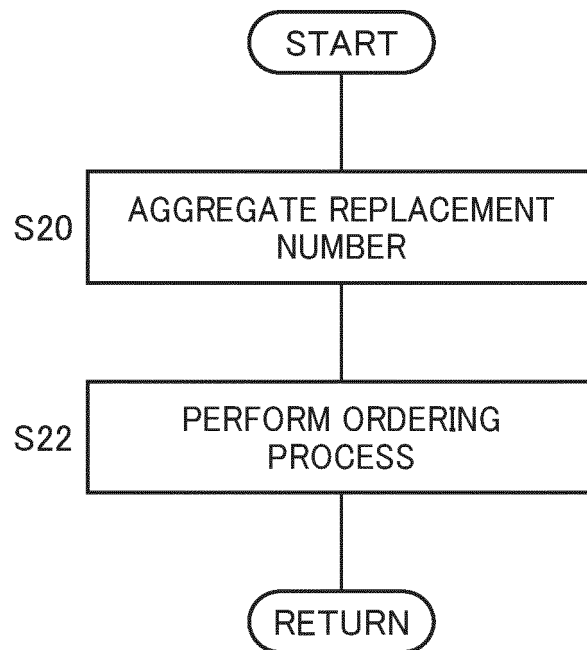 START
S20
AGGREGATE REPLACEMENT
NUMBER
S22
PERFORM ORDERING
PROCESS
RETURN